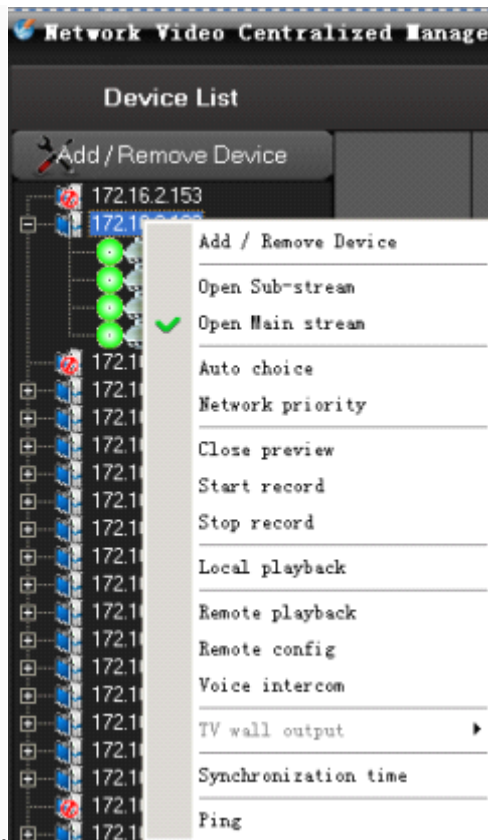 Network Video Centralized Manage
Device List
Add / Remove Device
172.16.2.153
Add / Remove Device
Open Sub-stream
Open Main stream
Auto choice
Network priority
Close preview
Start record
Stop record
Local playback
Remote playback
Remote config
Voice intercom
TV wall output
Synchronization time
Ping